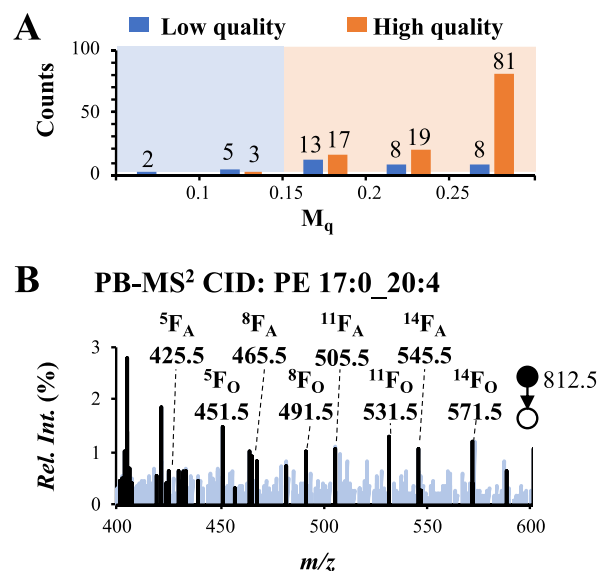 A
Low quality High quality
Counts
100
50
0
2 5 3 13 17 8 19 8 81
0.1 0.15 0.2 0.25
Mq
B PB-MS² CID: PE 17:0_20:4
⁵FA ⁸FA ¹¹FA ¹⁴FA
425.5 465.5 505.5 545.5
⁵FO ⁸FO ¹¹FO ¹⁴FO
451.5 491.5 531.5 571.5
812.5
Rel. Int. (%)
3
2
1
0
400 450 500 550 600
m/z